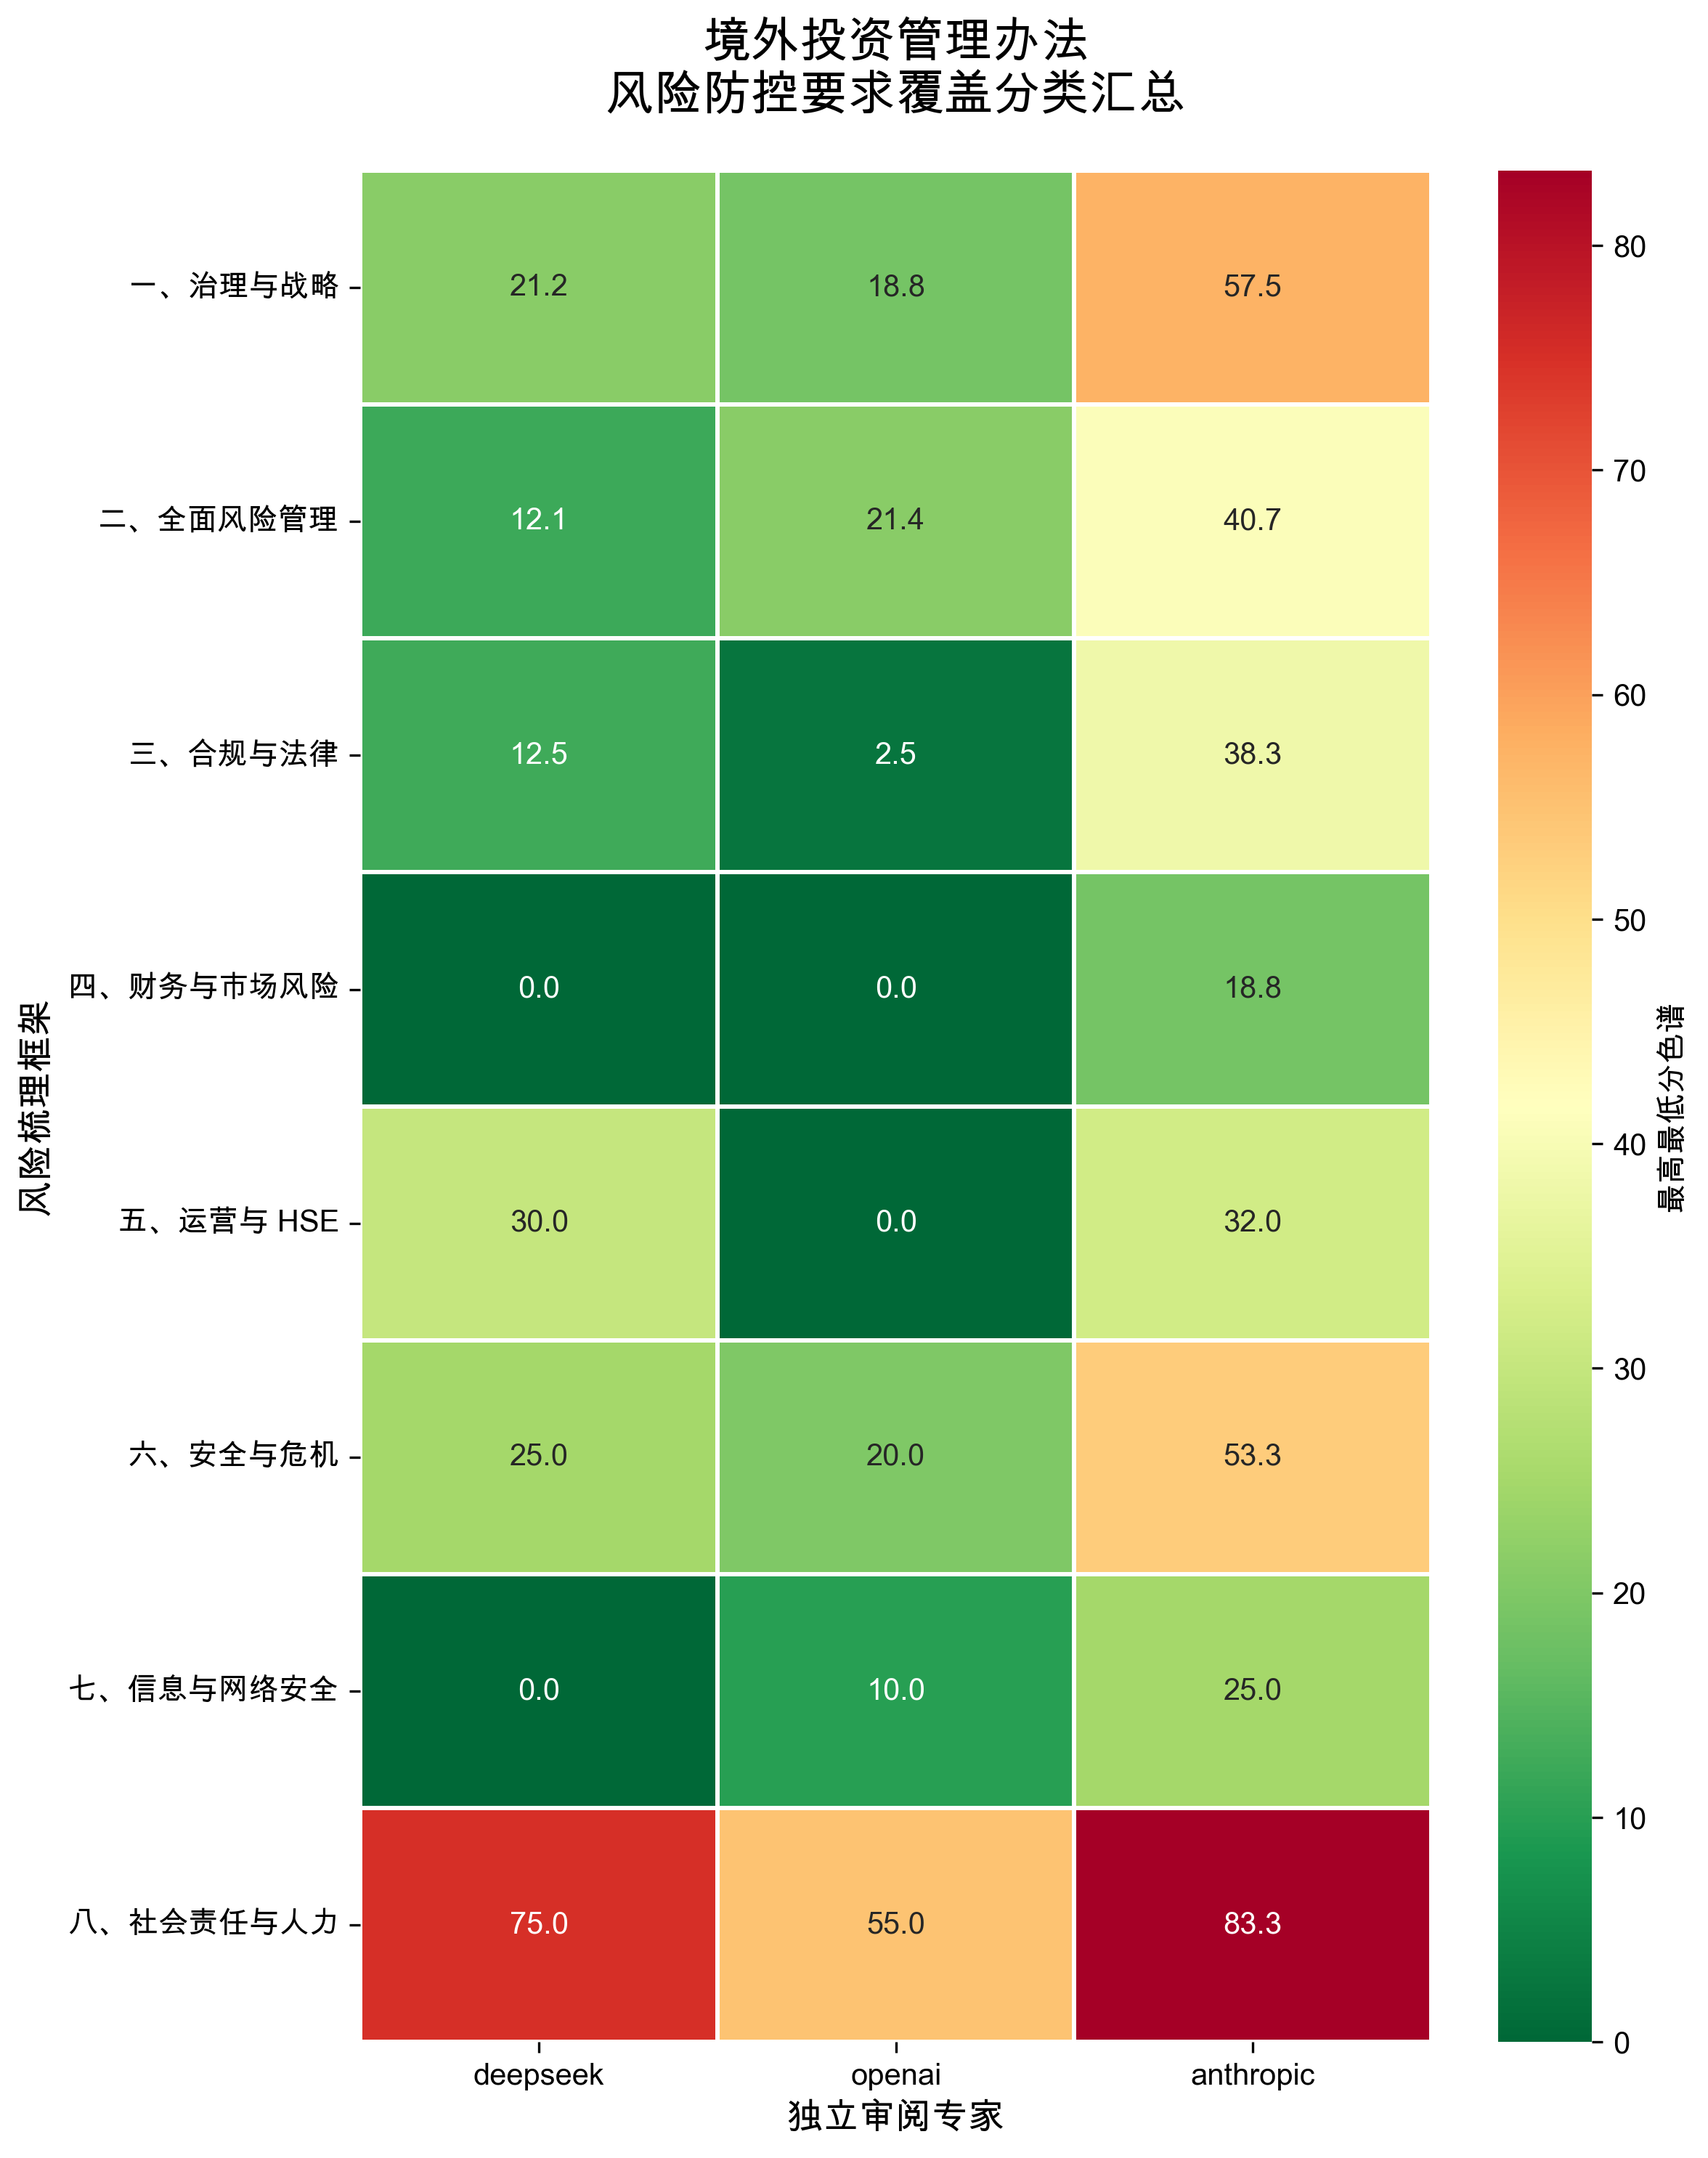 境外投资管理办法
风险防控要求覆盖分类汇总
风险梳理框架
一、治理与战略 21.2 18.8 57.5
二、全面风险管理 12.1 21.4 40.7
三、合规与法律 12.5 2.5 38.3
四、财务与市场风险 0.0 0.0 18.8
五、运营与 HSE 30.0 0.0 32.0
六、安全与危机 25.0 20.0 53.3
七、信息与网络安全 0.0 10.0 25.0
八、社会责任与人力 75.0 55.0 83.3
deepseek openai anthropic
独立审阅专家
80
70
60
50
40
30
20
10
0
最高最低分色谱